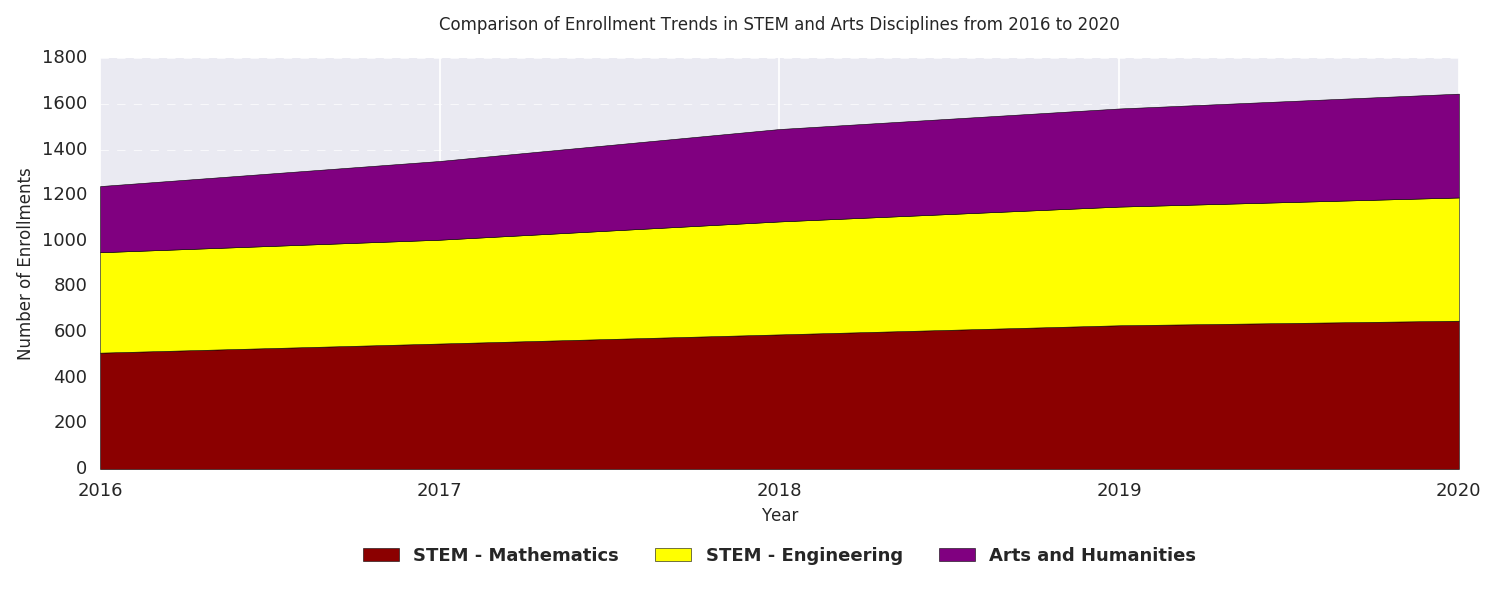 Comparison of Enrollment Trends in STEM and Arts Disciplines from 2016 to 2020
1800
1600
1400
1200
1000
800
600
400
200
0
Number of Enrollments
2016 2017 2018 2019 2020
Year
STEM - Mathematics STEM - Engineering Arts and Humanities